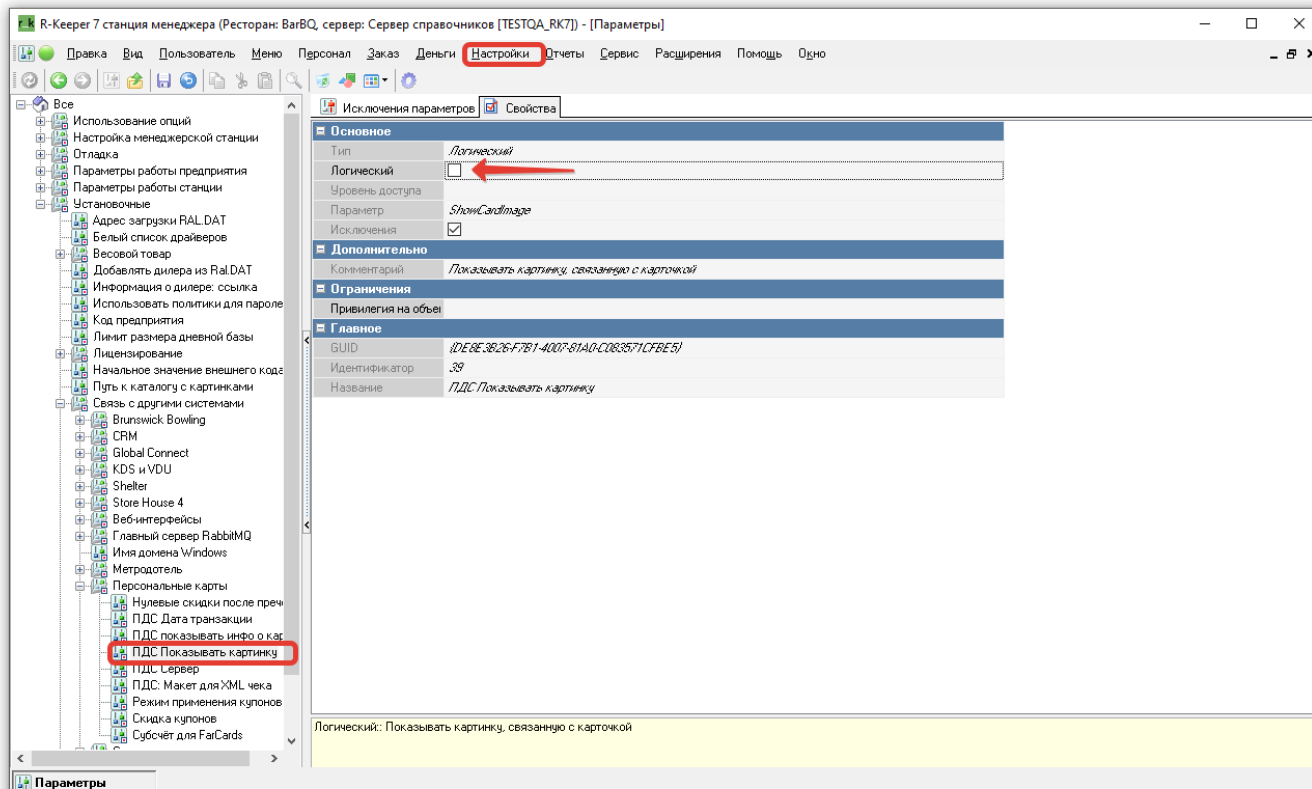 R-Keeper 7 станция менеджера (Ресторан: BarBQ, сервер: Сервер справочников [TESTQA_RK7]) - [Параметры]
Правка Вид Пользователь Меню Персонал Заказ Деньги Настройки Отчеты Сервис Расширения Помощь Окно
Все
Использование опций
Настройка менеджерской станции
Отладка
Параметры работы предприятия
Параметры работы станции
Установочные
Адрес загрузки RAL.DAT
Белый список драйверов
Весовой товар
Добавлять дилера из Ral.DAT
Информация о дилере: ссылка
Использовать политики для пароле
Код предприятия
Лимит размера дневной базы
Лицензирование
Начальное значение внешнего кода
Путь к каталогу с картинками
Связь с другими системами
Brunswick Bowling
CRM
Global Connect
KDS и VDU
Shelter
Store House 4
Веб-интерфейсы
Главный сервер RabbitMQ
Имя домена Windows
Метродотель
Персональные карты
Нулевые скидки после преч
ПДС Дата транзакции
ПДС показывать инфо о кар
ПДС Показывать картинку
ПДС Сервер
ПДС: Макет для XML чека
Режим применения купонов
Скидка купонов
Субсчёт для FarCards
Исключения параметров Свойства
Основное
Тип Логический
Логический
Уровень доступа
Параметр ShowCardImage
Исключения
Дополнительно
Комментарий Показывать картинку, связанную с карточкой
Ограничения
Привилегия на объек
Главное
GUID {DE8E3B26-F7B1-4007-81A0-C083571CFBE5}
Идентификатор 39
Название ПДС Показывать картинку
Логический:: Показывать картинку, связанную с карточкой
Параметры